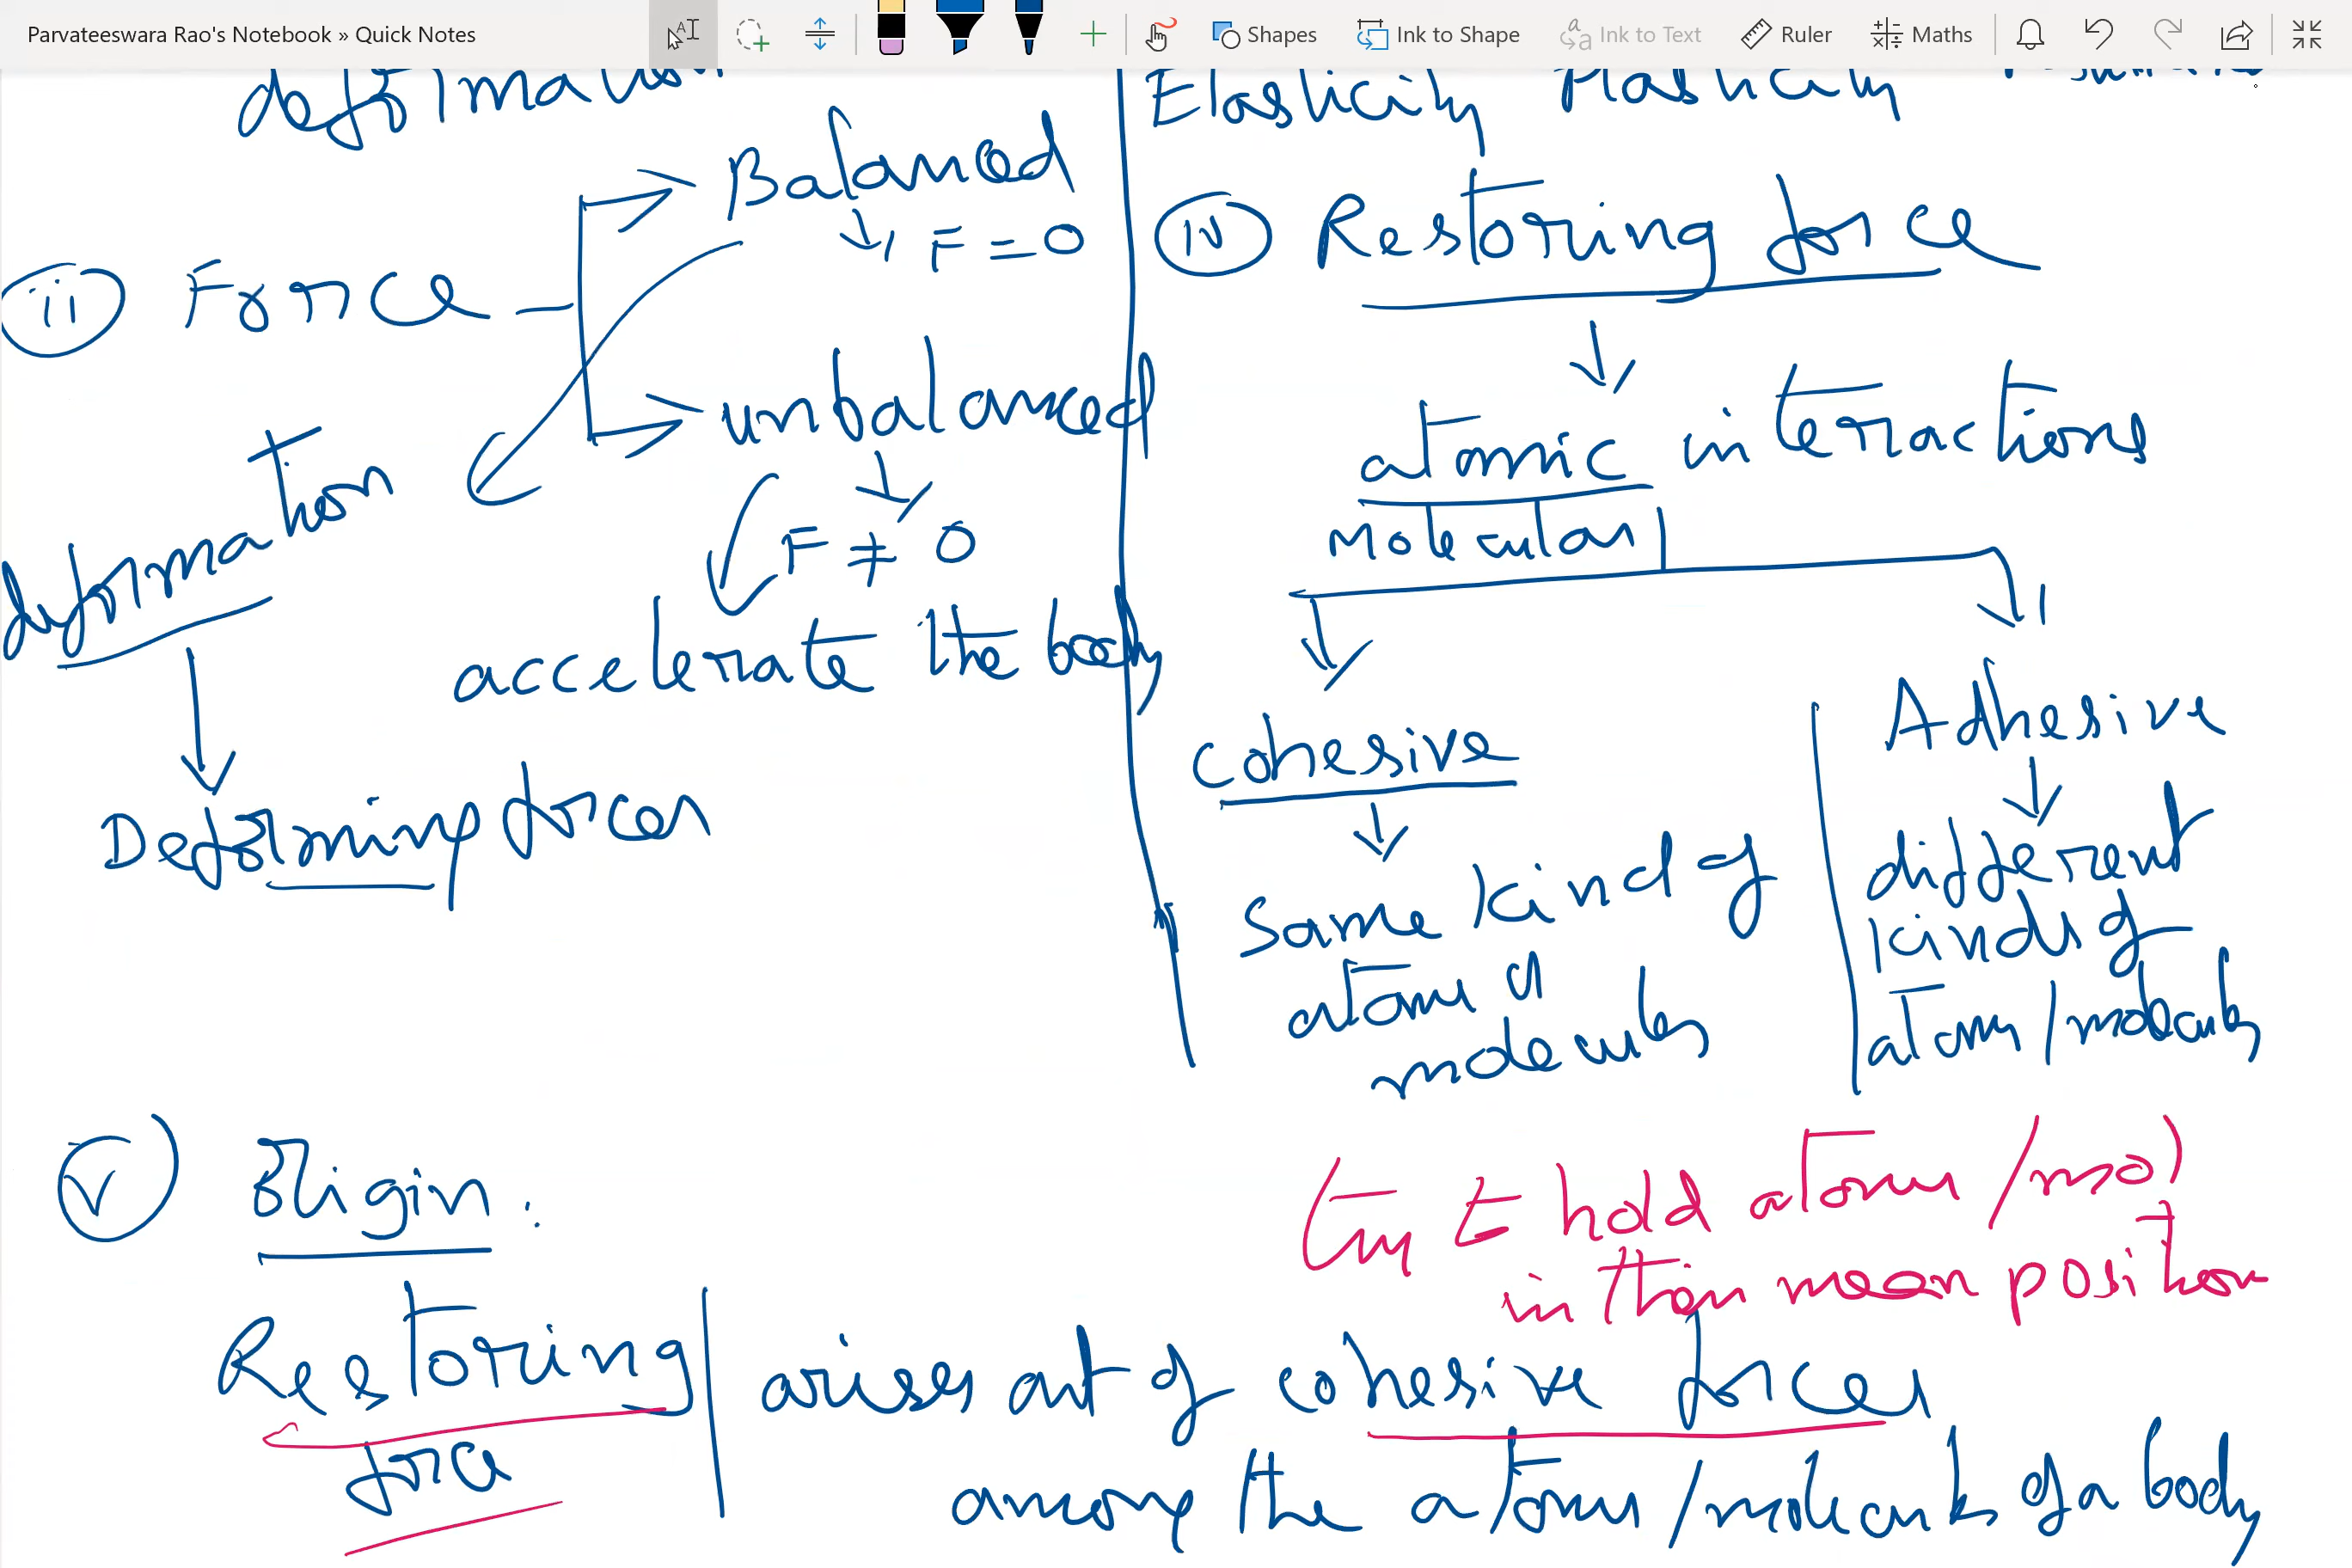 Parvateeswara Rao's Notebook » Quick Notes
Shapes
Ink to Shape
Ink to Text
Ruler
Maths
deformation
Balanced
F = 0
ii Force
unbalanced
F ≠ 0
deformation
accelerate the body
Deforming forces
Elasticity Plasticity
iv Restoring force
atomic interactions
Molecular
Cohesive
Same kind of
atoms or
molecules
Adhesive
different
kinds of
atoms/molecules
V Origin:
to hold atoms/mol
in their mean position
Restoring
force
arises out of cohesive forces
among the atoms/molecules of a body